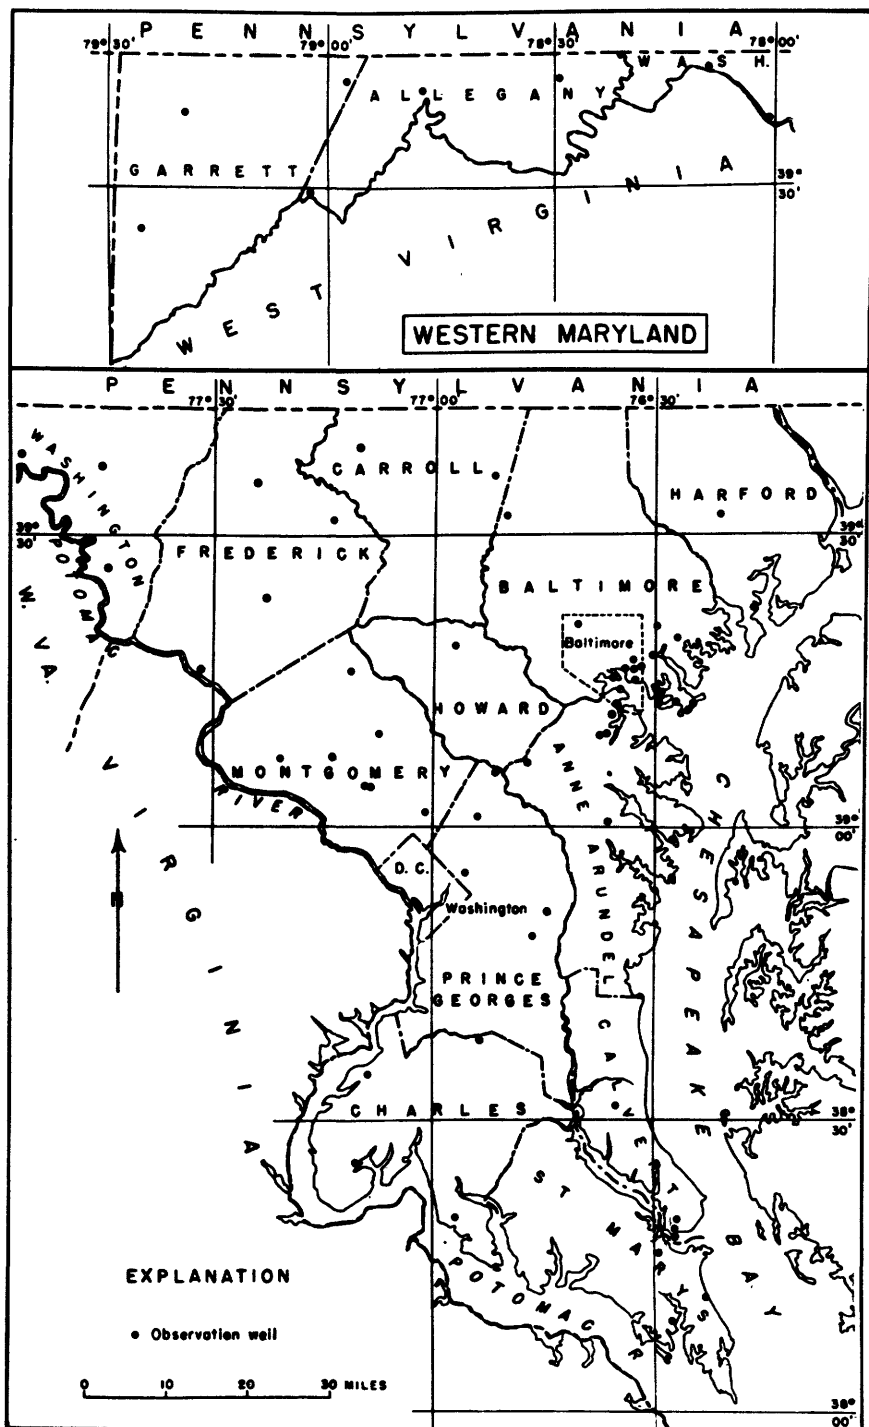 PENNSYLVANIA
79°30' 79°00' 78°30' 78°00'
WASH.
ALLEGANY
GARRETT
39°
30'
WEST VIRGINIA
WESTERN MARYLAND
PENNSYLVANIA
77°30' 77°00' 76°30'
WASHINGTON
CARROLL
HARFORD
39°
30'
39°
30'
FREDERICK
POTOMAC
BALTIMORE
W. VA.
Baltimore
HOWARD
ANNE ARUNDEL
MONTGOMERY
RIVER
CHESAPEAKE BAY
VIRGINIA
39°
00'
D.C.
N
Washington
PRINCE
GEORGES
CALVERT
CHARLES
38°
30'
ST MARYS
POTOMAC R
EXPLANATION
Observation well
0 10 20 30 MILES
38°
00'